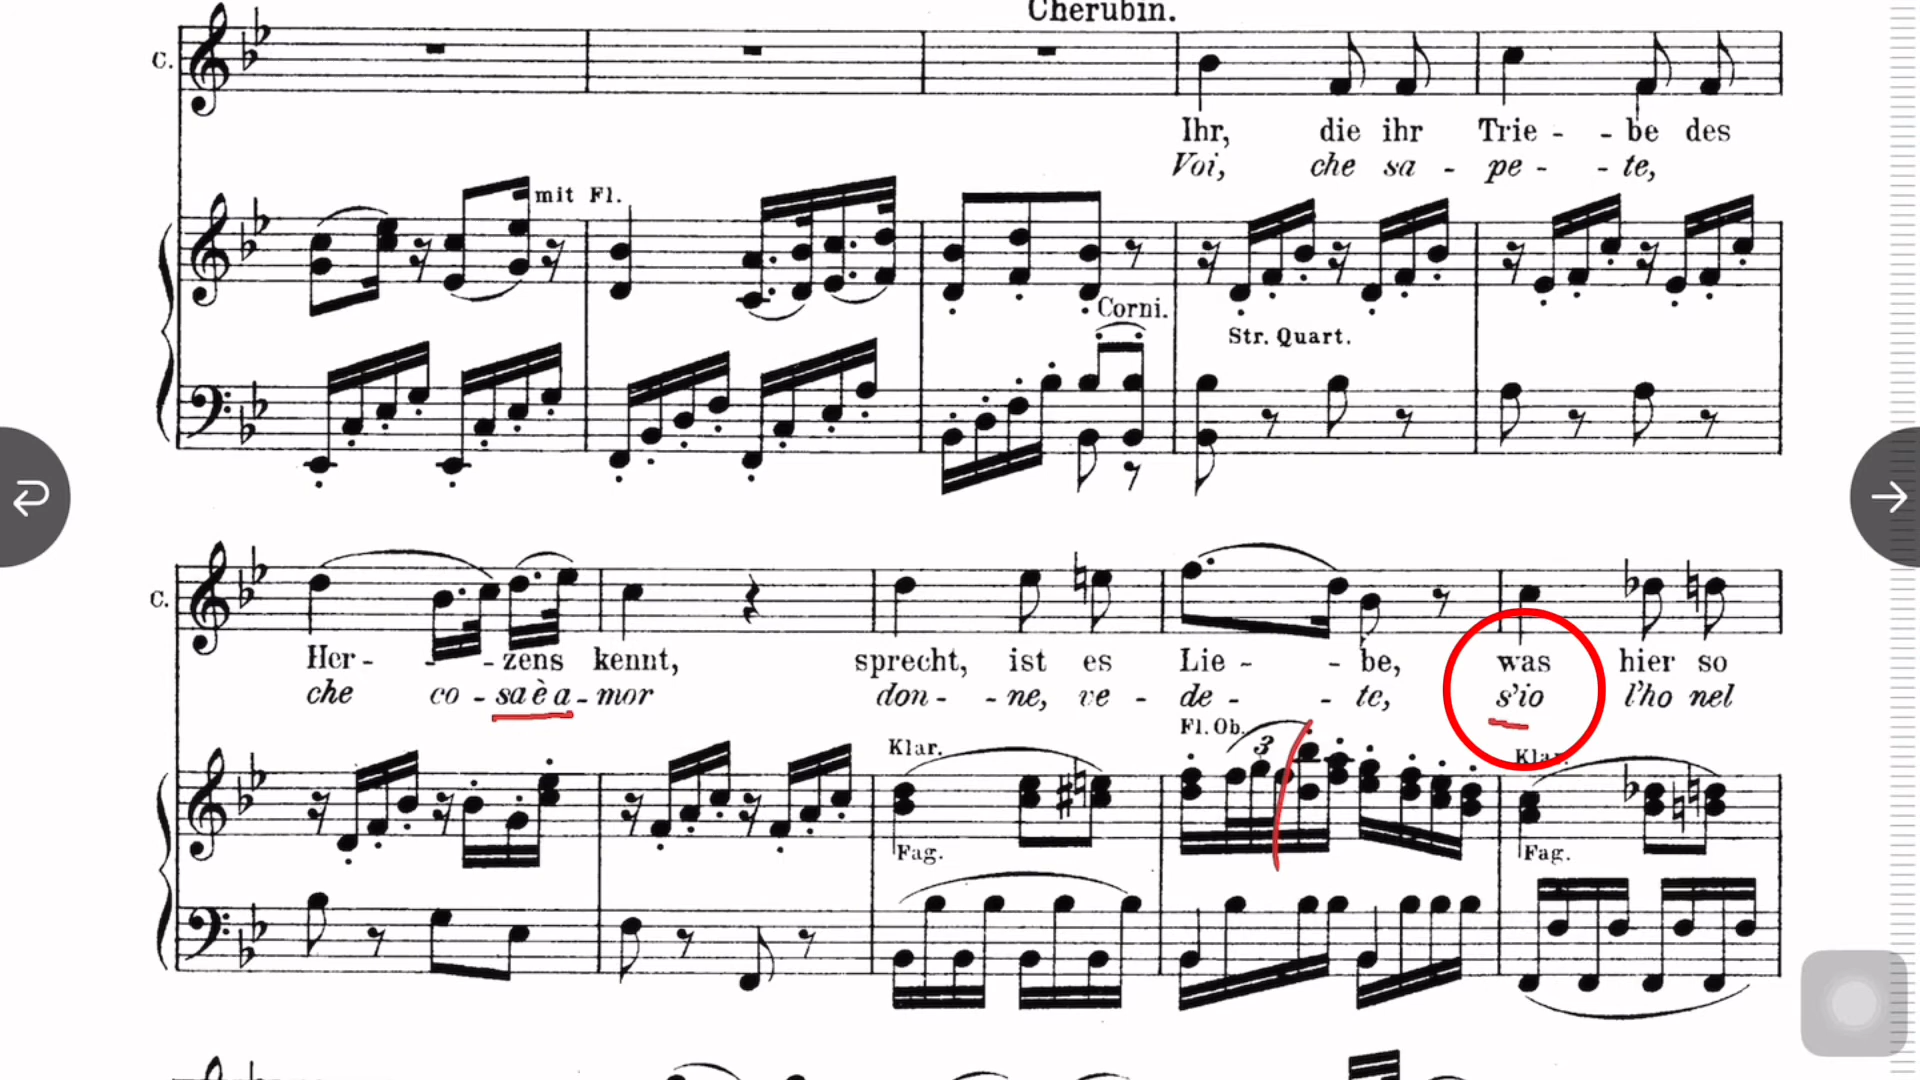 Cherubin.
C.
Ihr, die ihr Trie - - be des
Voi, che sa - pe - - te,
mit Fl.
Corni.
Str. Quart.
C.
Her - - - zens kennt, sprecht, ist es Lie - - be, was hier so
che co - sa è a - mor don - - ne, ve - de - - te, s'io l'ho nel
Fl. Ob.
Klar. 3 Klar.
Fag. Fag.